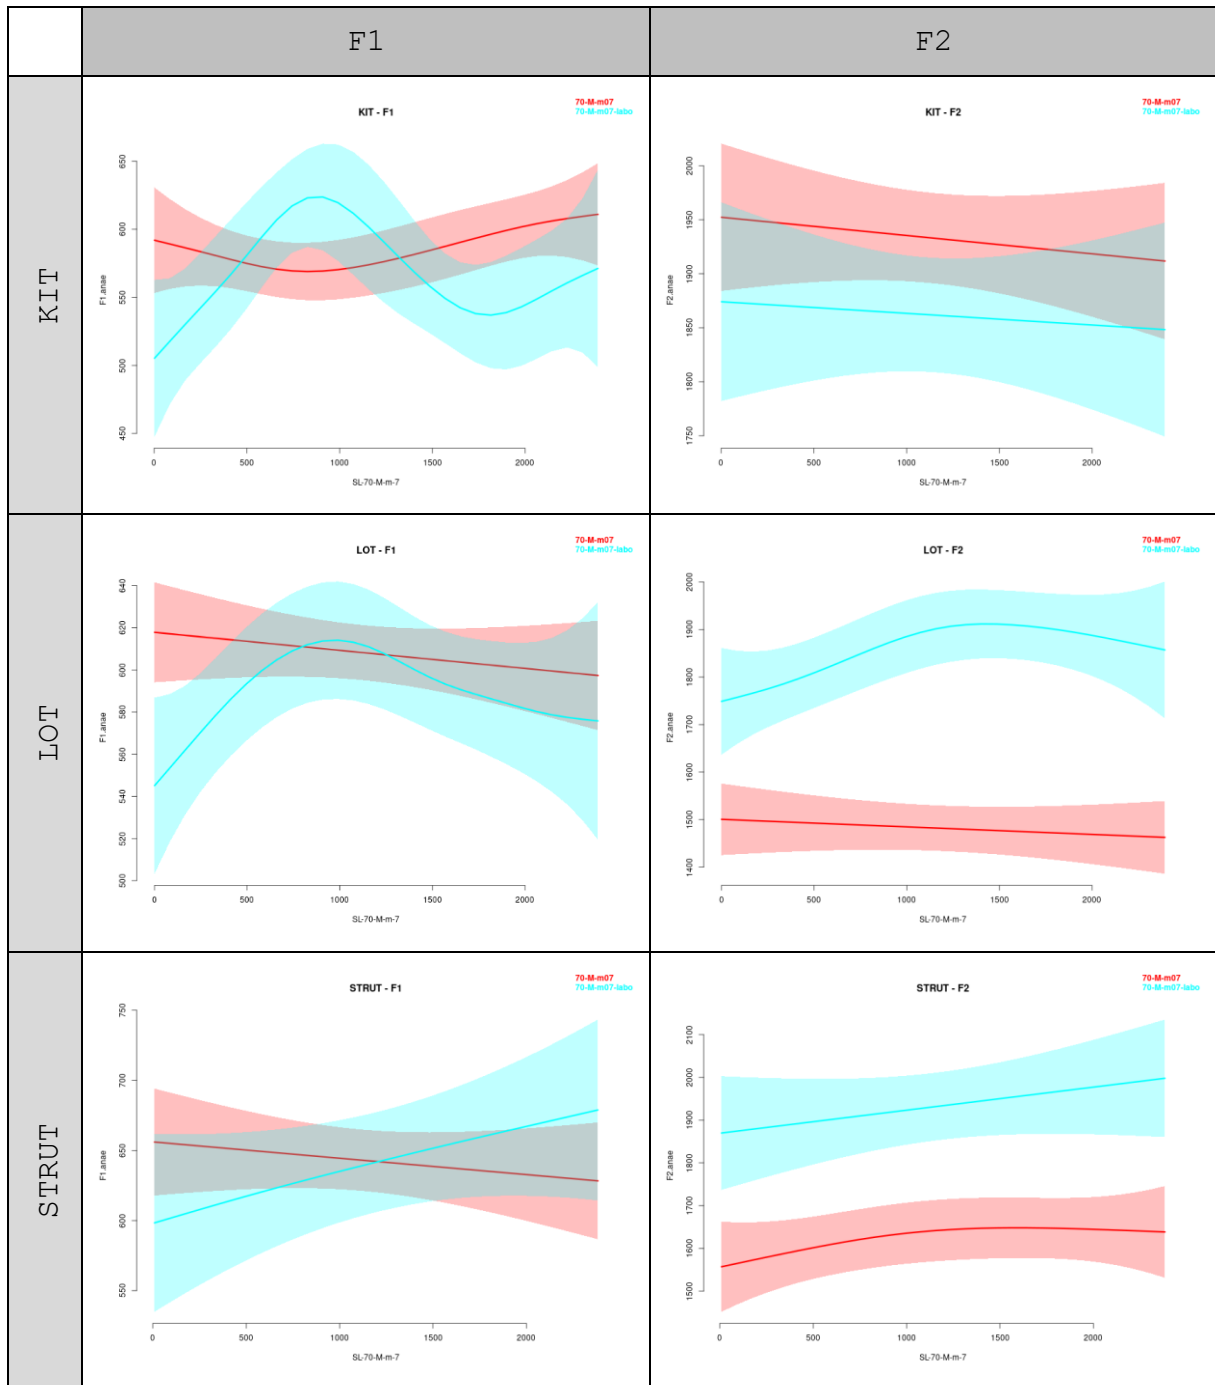 F1
F2
KIT
KIT - F1
70-M-m07
70-M-m07-labo
F1.anae
450
500
550
600
650
0
500
1000
1500
2000
SL-70-M-m-7
KIT - F2
70-M-m07
70-M-m07-labo
F2.anae
1750
1800
1850
1900
1950
2000
0
500
1000
1500
2000
SL-70-M-m-7
LOT
LOT - F1
70-M-m07
70-M-m07-labo
F1.anae
500
520
540
560
580
600
620
640
0
500
1000
1500
2000
SL-70-M-m-7
LOT - F2
70-M-m07
70-M-m07-labo
F2.anae
1400
1500
1600
1700
1800
1900
2000
0
500
1000
1500
2000
SL-70-M-m-7
STRUT
STRUT - F1
70-M-m07
70-M-m07-labo
F1.anae
550
600
650
700
750
0
500
1000
1500
2000
SL-70-M-m-7
STRUT - F2
70-M-m07
70-M-m07-labo
F2.anae
1500
1600
1700
1800
1900
2000
2100
0
500
1000
1500
2000
SL-70-M-m-7